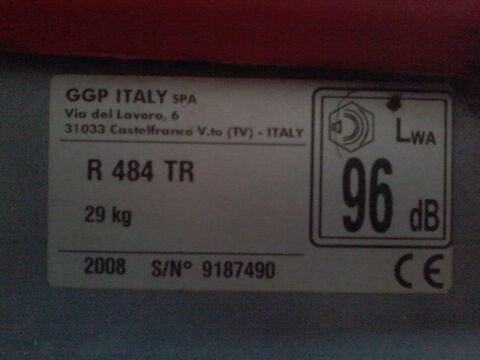 GGP ITALY SPA
Via del Lavoro, 6
31033 Castelfranco V.to (TV) - ITALY
R 484 TR
29 kg
2008 S/Nº 9187490
LWA
96 dB
CE